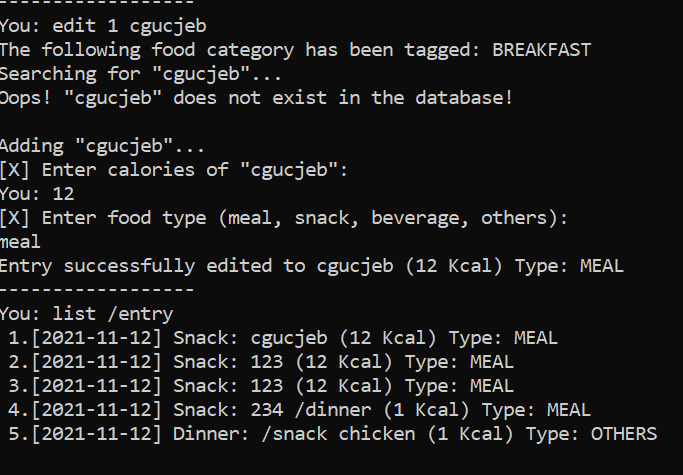 ------------------
You: edit 1 cgucjeb
The following food category has been tagged: BREAKFAST
Searching for "cgucjeb"...
Oops! "cgucjeb" does not exist in the database!
Adding "cgucjeb"...
[X] Enter calories of "cgucjeb":
You: 12
[X] Enter food type (meal, snack, beverage, others):
meal
Entry successfully edited to cgucjeb (12 Kcal) Type: MEAL
------------------
You: list /entry
1.[2021-11-12] Snack: cgucjeb (12 Kcal) Type: MEAL
2.[2021-11-12] Snack: 123 (12 Kcal) Type: MEAL
3.[2021-11-12] Snack: 123 (12 Kcal) Type: MEAL
4.[2021-11-12] Snack: 234 /dinner (1 Kcal) Type: MEAL
5.[2021-11-12] Dinner: /snack chicken (1 Kcal) Type: OTHERS